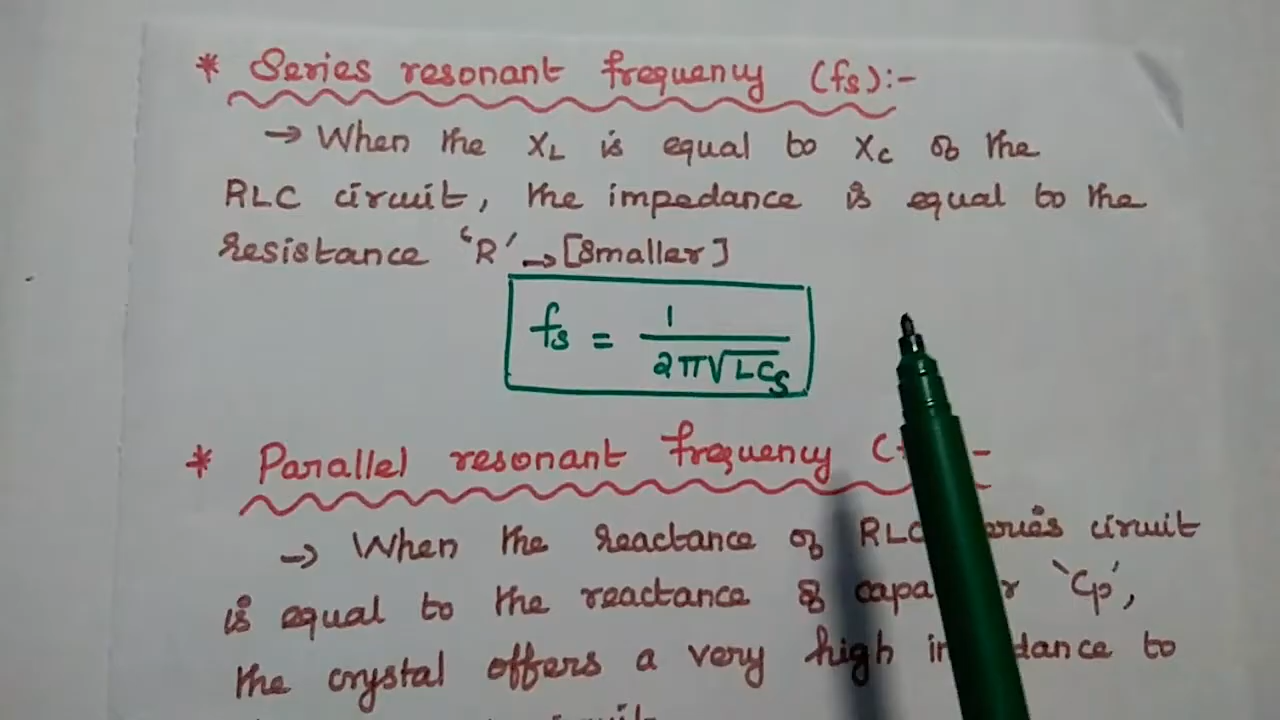 * Series resonant frequency (fs):-
→ When the XL is equal to Xc of the
RLC circuit, the impedance is equal to the
resistance 'R' → [smaller]
fs = 1 / 2π√LCs
* Parallel resonant frequency
→ When the reactance of RLC circuit
is equal to the reactance of 'Cp',
the crystal offers a very high to